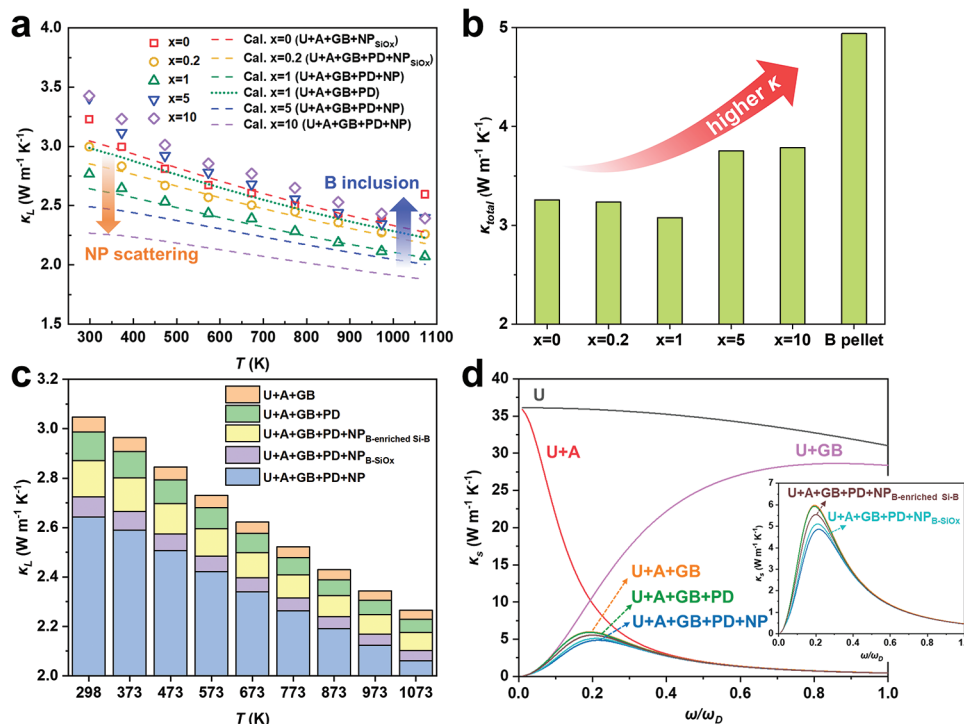 a
4.0
3.5
3.0
2.5
2.0
1.5
κL (W m⁻¹ K⁻¹)
x=0
x=0.2
x=1
x=5
x=10
Cal. x=0 (U+A+GB+NPSiOx)
Cal. x=0.2 (U+A+GB+PD+NPSiOx)
Cal. x=1 (U+A+GB+PD+NP)
Cal. x=1 (U+A+GB+PD)
Cal. x=5 (U+A+GB+PD+NP)
Cal. x=10 (U+A+GB+PD+NP)
B inclusion
NP scattering
300 400 500 600 700 800 900 1000 1100
T (K)
b
5
4
3
2
κtotal (W m⁻¹ K⁻¹)
higher κ
x=0 x=0.2 x=1 x=5 x=10 B pellet
c
3.2
3.0
2.8
2.6
2.4
2.2
2.0
κL (W m⁻¹ K⁻¹)
U+A+GB
U+A+GB+PD
U+A+GB+PD+NPB-enriched Si-B
U+A+GB+PD+NPB-SiOx
U+A+GB+PD+NP
298 373 473 573 673 773 873 973 1073
T (K)
d
40
35
30
25
20
15
10
5
0
κs (W m⁻¹ K⁻¹)
U
U+A
U+GB
U+A+GB
U+A+GB+PD
U+A+GB+PD+NP
0.0 0.2 0.4 0.6 0.8 1.0
ω/ωD
7
6
5
4
3
2
1
0
κs (W m⁻¹ K⁻¹)
U+A+GB+PD+NPB-enriched Si-B
U+A+GB+PD+NPB-SiOx
0.0 0.2 0.4 0.6 0.8 1.0
ω/ωD